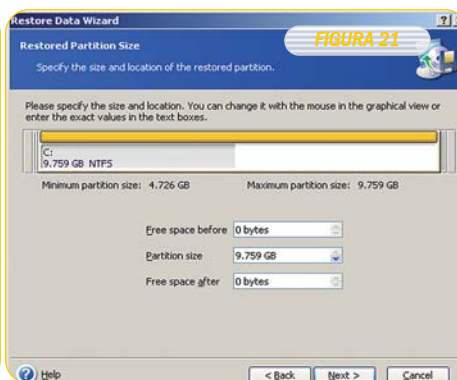 Restore Data Wizard
FIGURA 21
Restored Partition Size
Specify the size and location of the restored partition.
Please specify the size and location. You can change it with the mouse in the graphical view or
enter the exact values in the text boxes.
C:
9.759 GB NTFS
Minimum partition size: 4.726 GB Maximum partition size: 9.759 GB
Free space before 0 bytes
Partition size 9.759 GB
Free space after 0 bytes
Help < Back Next > Cancel